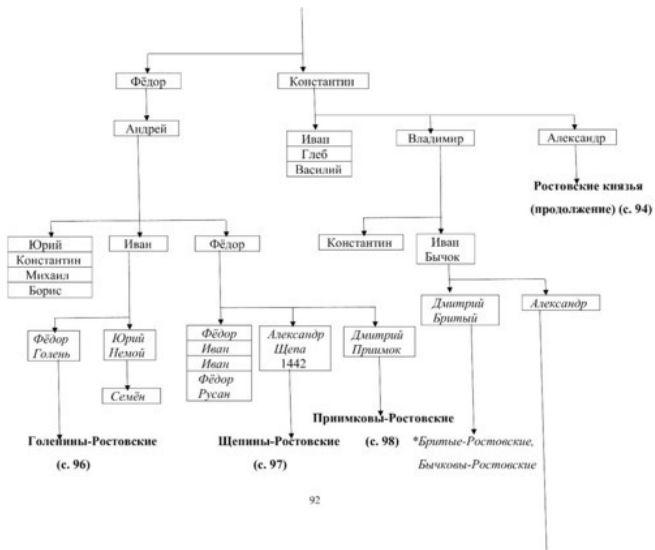 Фёдор
Константин
Андрей
Иван
Глеб
Василий
Владимир
Александр
Ростовские князья
(продолжение) (с. 94)
Юрий
Константин
Михаил
Борис
Иван
Фёдор
Константин
Иван
Бычок
Фёдор
Голень
Юрий
Немой
Семён
Фёдор
Иван
Иван
Фёдор
Русан
Александр
Щепа
1442
Дмитрий
Приимок
Дмитрий
Бритый
Александр
Голенины-Ростовские
(с. 96)
Щепины-Ростовские
(с. 97)
Приимковы-Ростовские
(с. 98)
*Бритые-Ростовские,
Бычковы-Ростовские
92